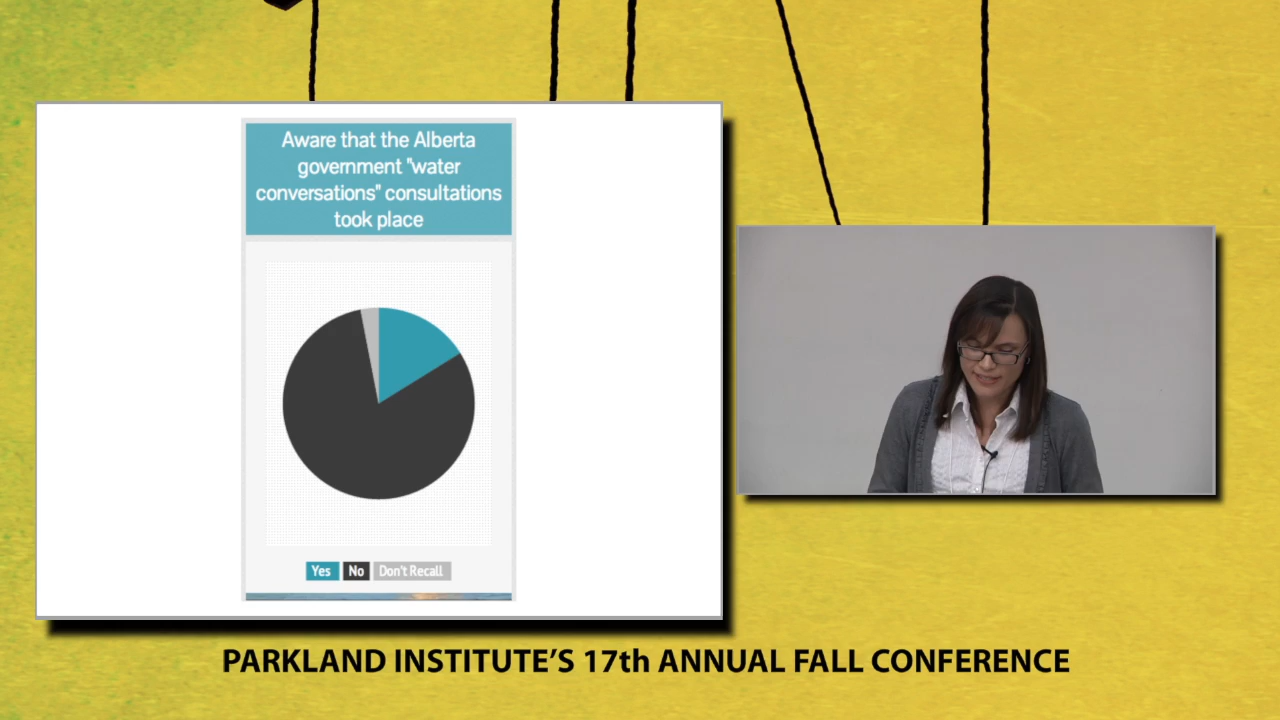 Aware that the Alberta
government "water
conversations" consultations
took place
Yes No Don't Recall
PARKLAND INSTITUTE'S 17th ANNUAL FALL CONFERENCE